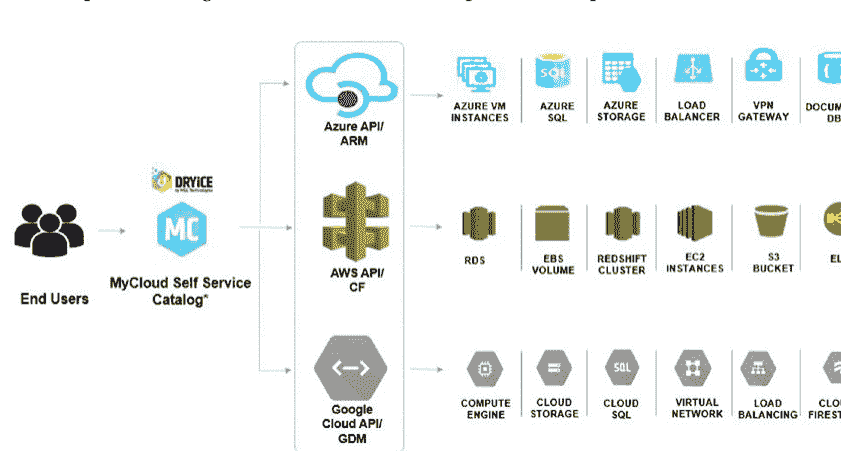 AZURE VM
INSTANCES
AZURE
SQL
AZURE
STORAGE
LOAD
BALANCER
VPN
GATEWAY
SQL
Azure API/
ARM
DRYiCE
MC
MyCloud Self Service
Catalog*
End Users
AWS API/
CF
RDS
EBS
VOLUME
REDSHIFT
CLUSTER
EC2
INSTANCES
S3
BUCKET
Google
Cloud API/
GDM
COMPUTE
ENGINE
CLOUD
STORAGE
SQL
CLOUD
SQL
VIRTUAL
NETWORK
LOAD
BALANCING